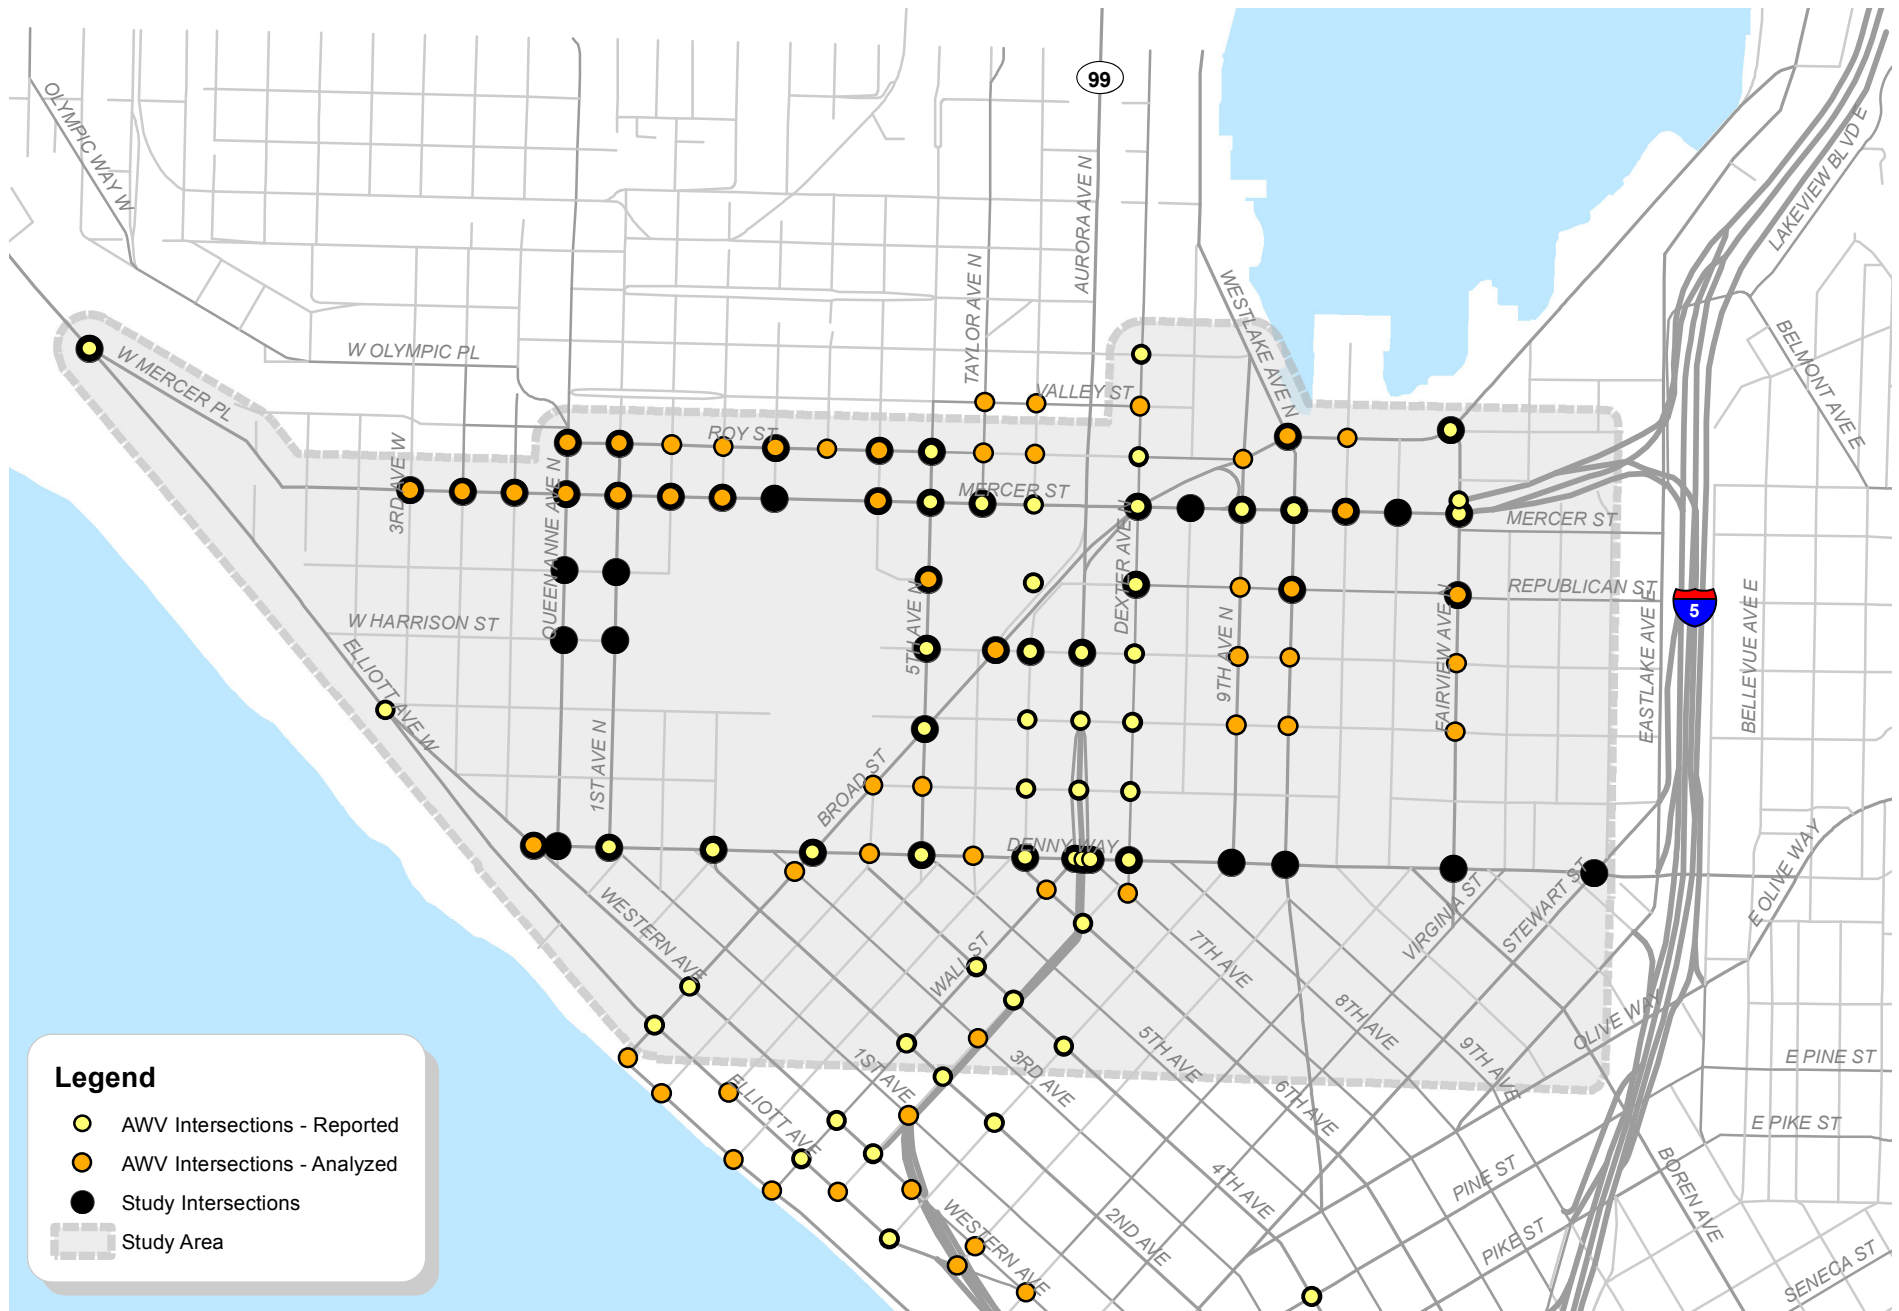 99
OLYMPIC WAY W
LAKEVIEW BLVD E
AURORA AVE N
TAYLOR AVE N
WESTLAKE AVE N
W OLYMPIC PL
W MERCER PL
VALLEY ST
BELMONT AVE E
ROY ST
3RD AVE W
QUEEN ANNE AVE N
MERCER ST
DEXTER AVE N
MERCER ST
REPUBLICAN ST
5
W HARRISON ST
5TH AVE N
9TH AVE N
FAIRVIEW AVE N
EASTLAKE AVE E
BELLEVUE AVE E
ELLIOTT AVE W
1ST AVE N
BROAD ST
DENNY WAY
E OLIVE WAY
WESTERN AVE
WALL ST
7TH AVE
VIRGINIA ST
STEWART ST
8TH AVE
OLIVE WAY
1ST AVE
3RD AVE
5TH AVE
6TH AVE
9TH AVE
E PINE ST
ELLIOTT AVE
E PIKE ST
4TH AVE
PINE ST
BOREN AVE
WESTERN AVE
2ND AVE
PIKE ST
SENECA ST
Legend
AWV Intersections - Reported
AWV Intersections - Analyzed
Study Intersections
Study Area